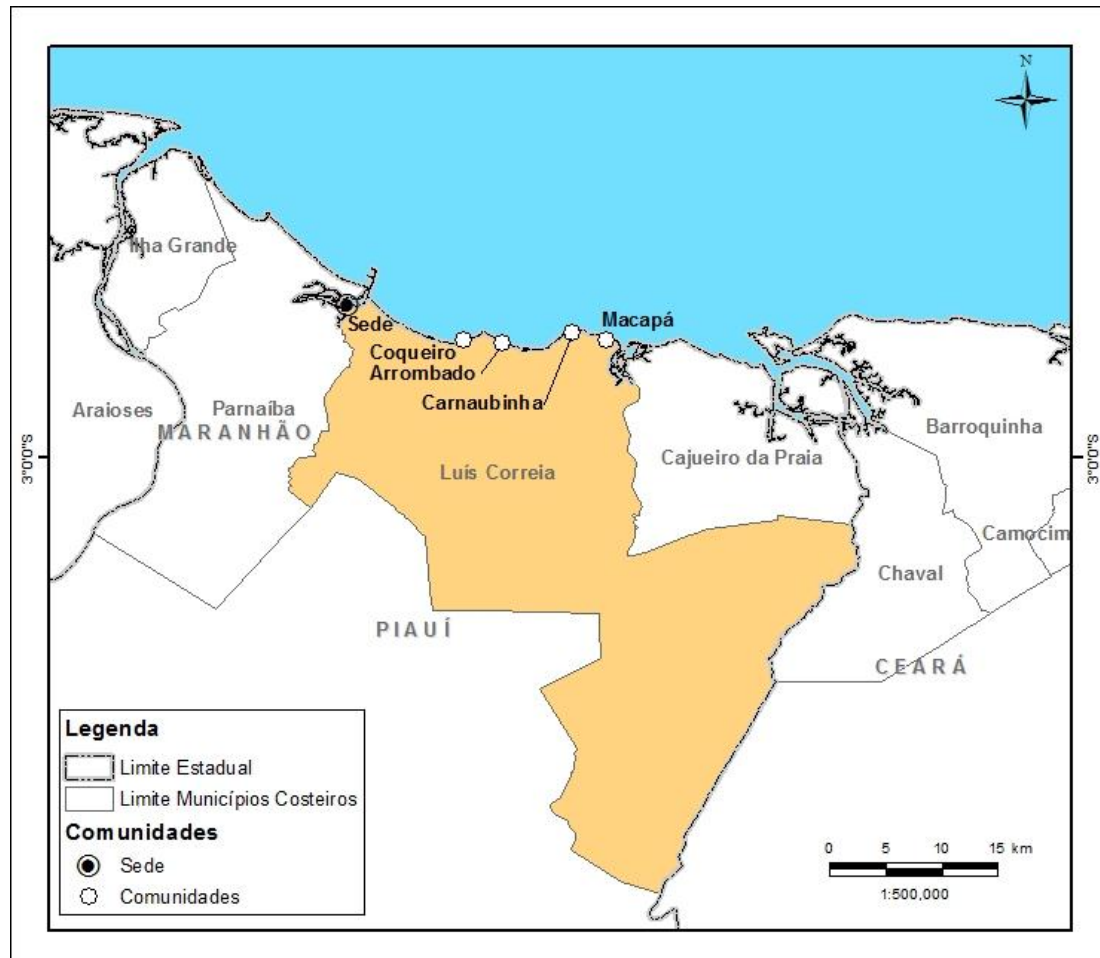 N
Ilha Grande
Sede
Macapá
Coqueiro
Arrombado
Carnaubinha
Araioses
Parnaíba
MARANHÃO
Barroquinha
3°0'0"S
Luís Correia
Cajueiro da Praia
3°0'0"S
Camocim
Chaval
PIAUÍ
CEARÁ
Legenda
Limite Estadual
Limite Municípios Costeiros
Comunidades
Sede
Comunidades
0 5 10 15 km
1:500,000